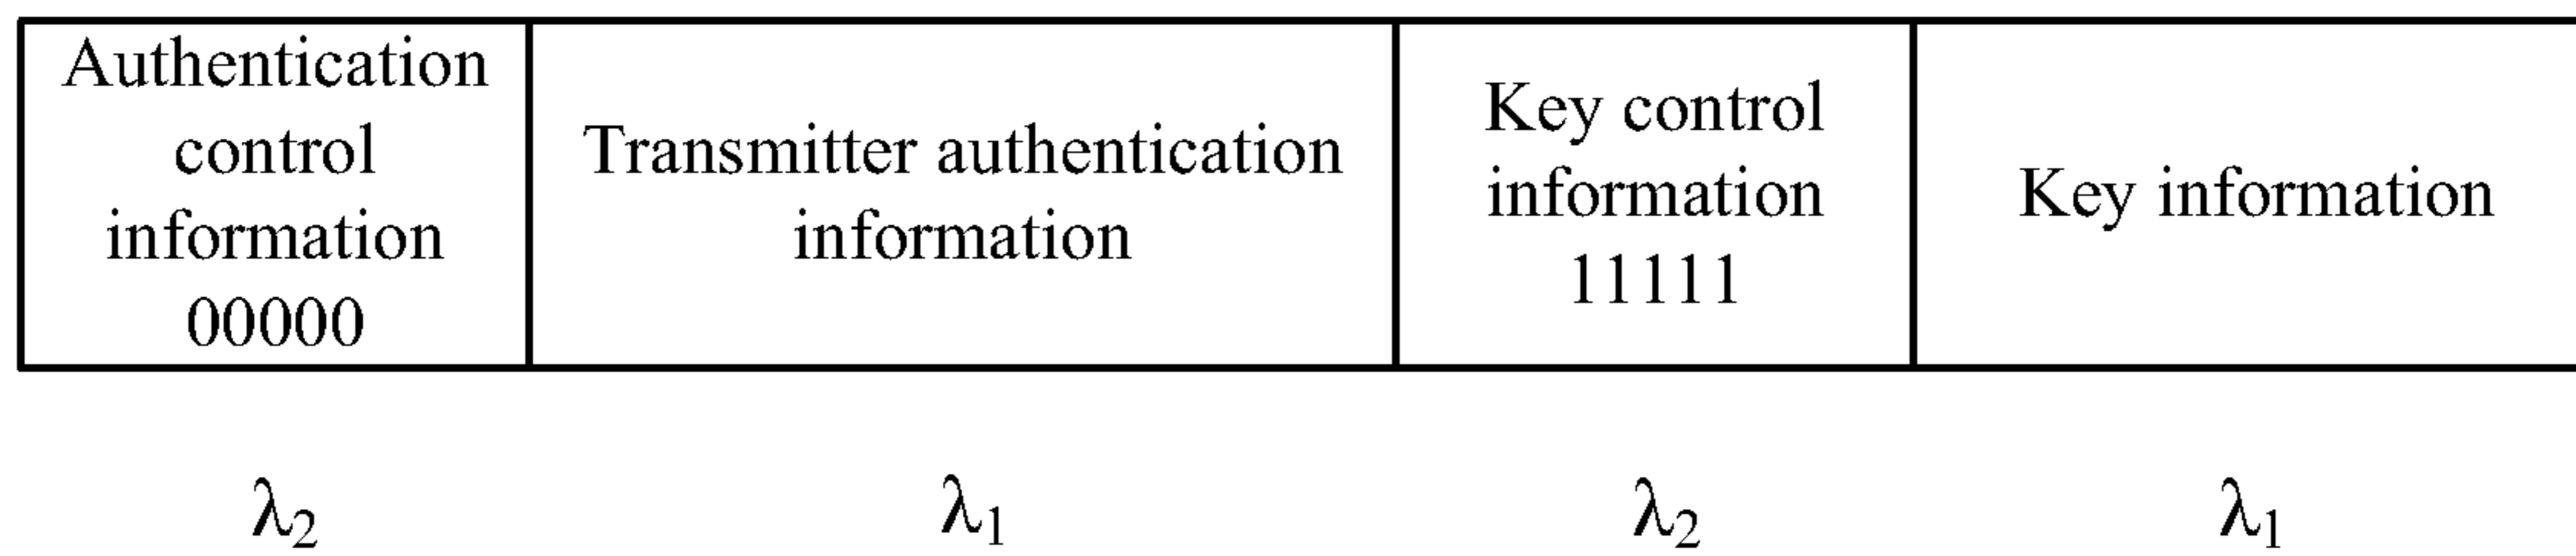 Authentication
control
information
00000
Transmitter authentication
information
Key control
information
11111
Key information
λ2
λ1
λ2
λ1